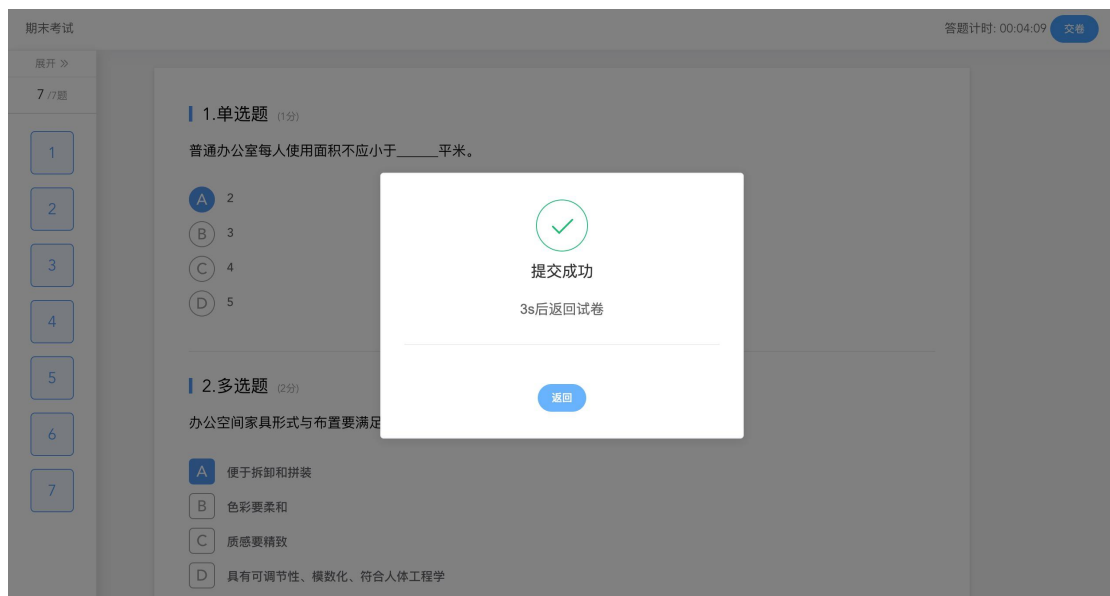 期末考试
答题计时: 00:04:09 交卷
展开 >>
7 /7题
1
2
3
4
5
6
7
1.单选题 (1分)
普通办公室每人使用面积不应小于______平米。
A 2
B 3
C 4
D 5
2.多选题 (2分)
办公空间家具形式与布置要满足
A 便于拆卸和拼装
B 色彩要柔和
C 质感要精致
D 具有可调节性、模数化、符合人体工程学
提交成功
3s后返回试卷
返回